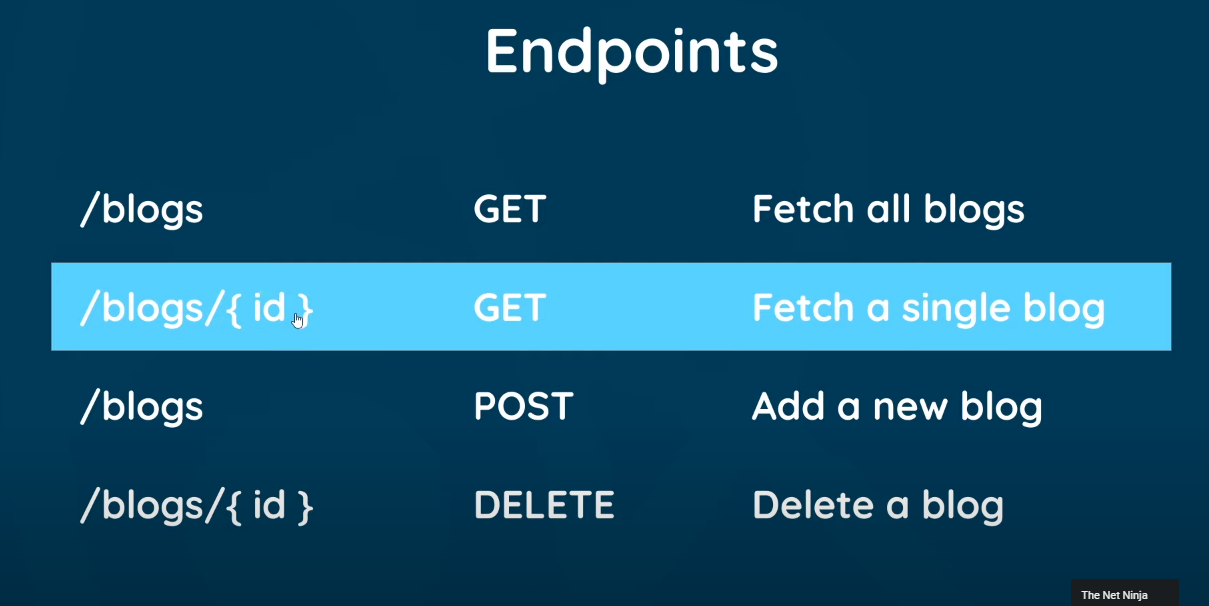 Endpoints
/blogs GET Fetch all blogs
/blogs/{ id } GET Fetch a single blog
/blogs POST Add a new blog
/blogs/{ id } DELETE Delete a blog
The Net Ninja